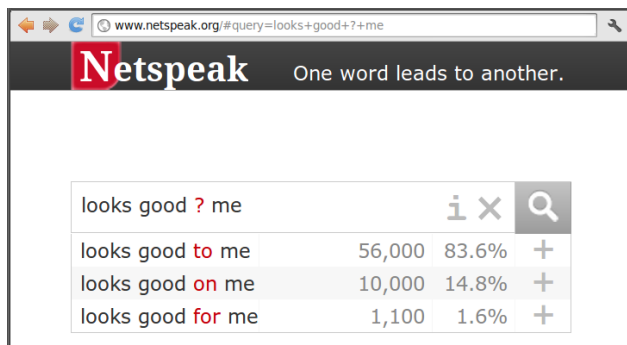 www.netspeak.org/#query=looks+good+?+me
Netspeak One word leads to another.
looks good ? me i
looks good to me 56,000 83.6% +
looks good on me 10,000 14.8% +
looks good for me 1,100 1.6% +